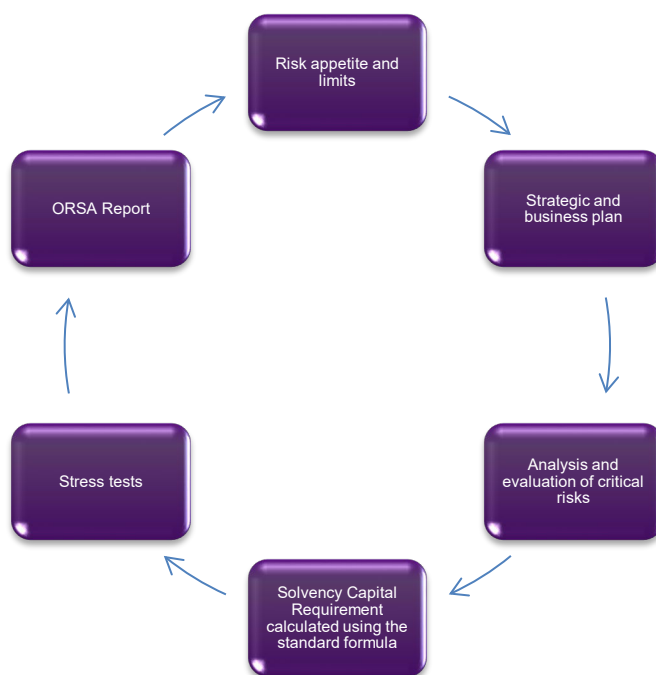 Risk appetite and
limits
Strategic and
business plan
Analysis and
evaluation of critical
risks
Solvency Capital
Requirement
calculated using the
standard formula
Stress tests
ORSA Report